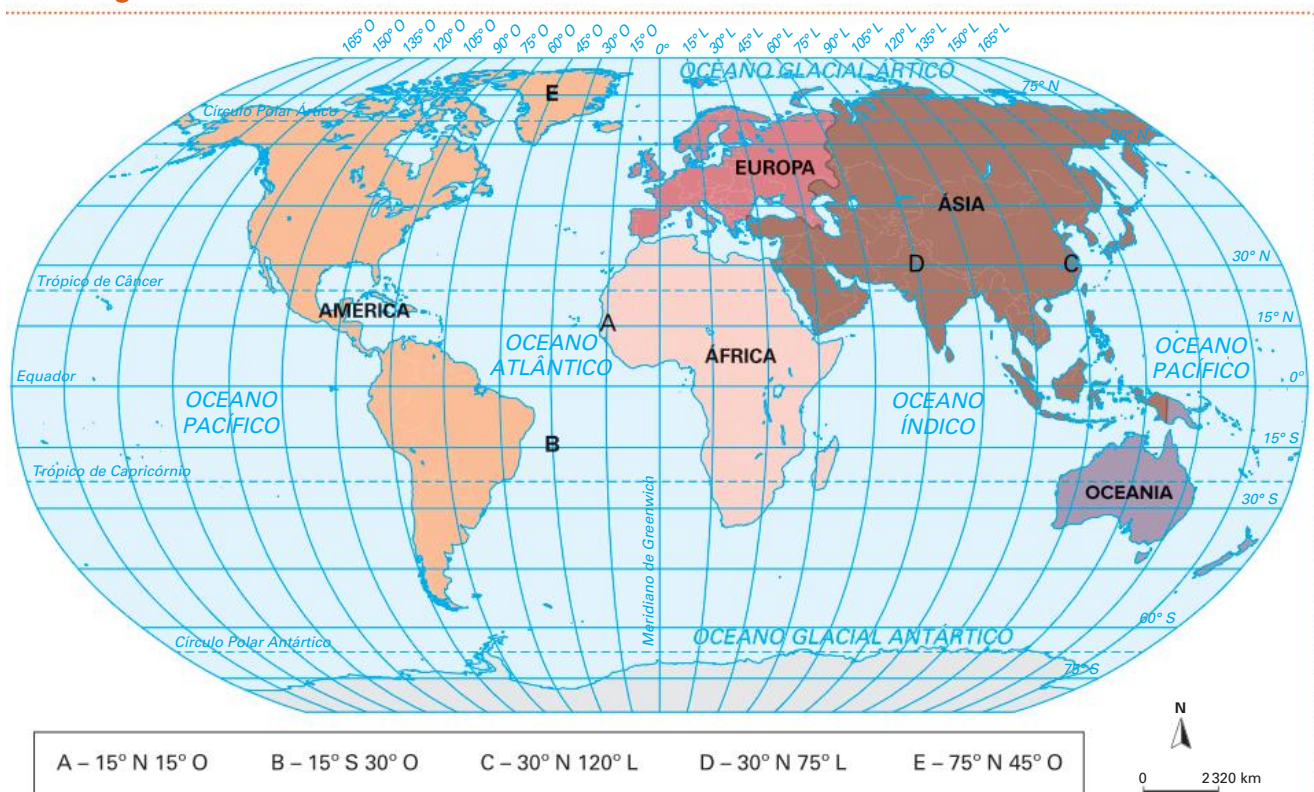 165° O 150° O 135° O 120° O 105° O 90° O 75° O 60° O 45° O 30° O 15° O 0° 15° L 30° L 45° L 60° L 75° L 90° L 105° L 120° L 135° L 150° L 165° L
OCEANO GLACIAL ÁRTICO
75° N
E
Círculo Polar Ártico
60° N
EUROPA
ÁSIA
D
C
30° N
Trópico de Câncer
AMÉRICA
A
15° N
OCEANO
ATLÂNTICO
ÁFRICA
OCEANO
PACÍFICO
Equador
0°
OCEANO
PACÍFICO
OCEANO
ÍNDICO
B
15° S
Trópico de Capricórnio
OCEANIA
30° S
Meridiano de Greenwich
60° S
Círculo Polar Antártico
OCEANO GLACIAL ANTÁRTICO
75° S
N
A – 15° N 15° O B – 15° S 30° O C – 30° N 120° L D – 30° N 75° L E – 75° N 45° O
0 2 320 km